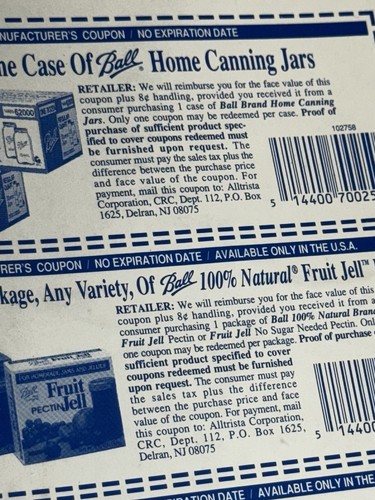 NUFACTURER'S COUPON / NO EXPIRATION DATE
ne Case Of Ball Home Canning Jars
RETAILER: We will reimburse you for the face value of this
coupon plus 8¢ handling, provided you received it from a
consumer purchasing 1 case of Ball Brand Home Canning
Jars. Only one coupon may be redeemed per case. Proof of
purchase of sufficient product spec-
ified to cover coupons redeemed must
be furnished upon request. The
consumer must pay the sales tax plus the
difference between the purchase price
and face value of the coupon. For
payment, mail this coupon to: Alltrista
Corporation, CRC, Dept. 112, P.O. Box
1625, Delran, NJ 08075
102758
5 14400 70025
RER'S COUPON / NO EXPIRATION DATE / AVAILABLE ONLY IN THE U.S.A.
kage, Any Variety, Of Ball 100% Natural® Fruit Jell™
RETAILER: We will reimburse you for the face value of this
coupon plus 8¢ handling, provided you received it from a
consumer purchasing 1 package of Ball 100% Natural Brand
Fruit Jell Pectin or Fruit Jell No Sugar Needed Pectin. Only
one coupon may be redeemed per package. Proof of purchase
sufficient product specified to cover
coupons redeemed must be furnished
upon request. The consumer must pay
the sales tax plus the difference
between the purchase price and face
value of the coupon. For payment, mail
this coupon to: Alltrista Corporation,
CRC, Dept. 112, P.O. Box 1625,
Delran, NJ 08075
Fruit
PECTIN Jell
5 1440
PIRATION DATE / AVAILABLE ONLY IN THE